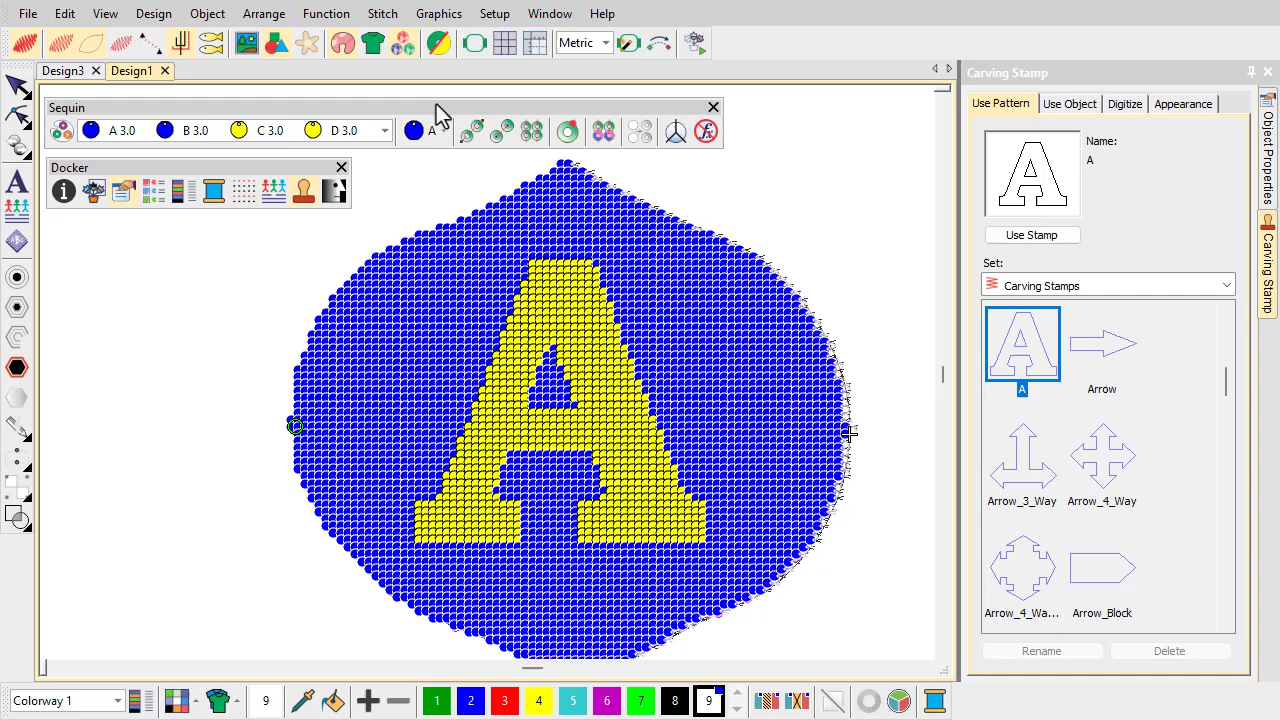 File Edit View Design Object Arrange Function Stitch Graphics Setup Window Help
Metric
Design3 Design1
Carving Stamp
Sequin
A 3.0 B 3.0 C 3.0 D 3.0 A
Docker
Use Pattern Use Object Digitize Appearance
Name:
A
Use Stamp
Set:
Carving Stamps
A
Arrow
Arrow_3_Way Arrow_4_Way
Arrow_4_Wa... Arrow_Block
Rename Delete
Object Properties
Carving Stamp
Colorway 1 9 1 2 3 4 5 6 7 8 9